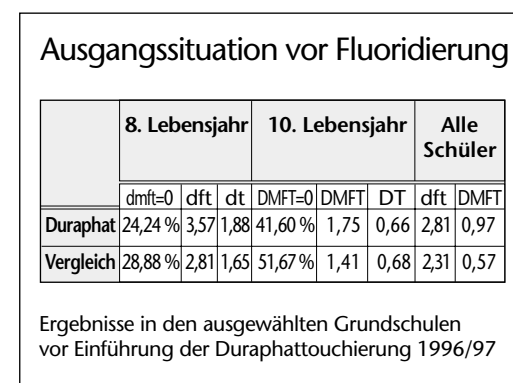 Ausgangssituation vor Fluoridierung
8. Lebensjahr 10. Lebensjahr Alle
Schüler
dmft=0 dft dt DMFT=0 DMFT DT dft DMFT
Duraphat 24,24 % 3,57 1,88 41,60 % 1,75 0,66 2,81 0,97
Vergleich 28,88 % 2,81 1,65 51,67 % 1,41 0,68 2,31 0,57
Ergebnisse in den ausgewählten Grundschulen
vor Einführung der Duraphattouchierung 1996/97